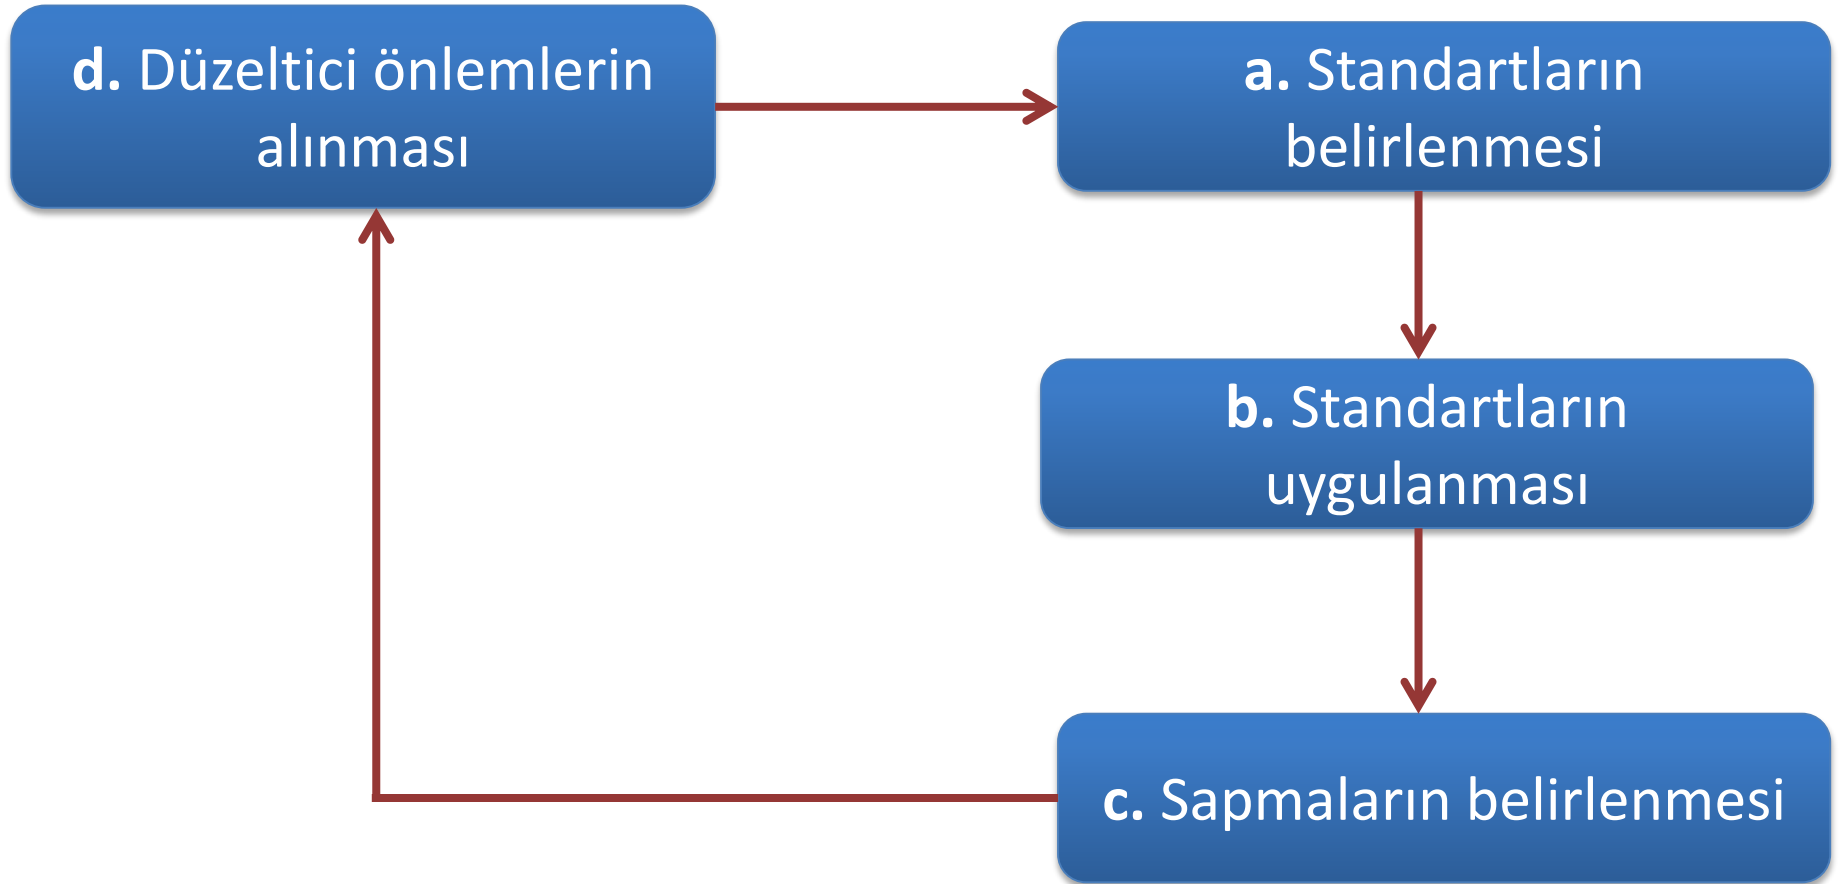 d. Düzeltici önlemlerin
alınması
a. Standartların
belirlenmesi
b. Standartların
uygulanması
c. Sapmaların belirlenmesi